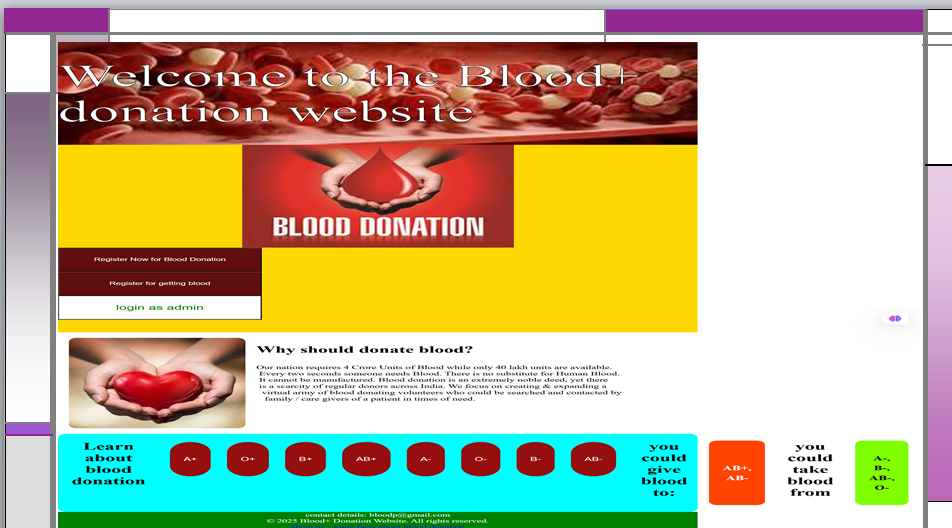 Welcome to the Blood+
donation website
BLOOD DONATION
Register Now for Blood Donation
Register for getting blood
login as admin
Why should donate blood?
Our nation requires 4 Crore Units of Blood while only 40 lakh units are available.
Every two seconds someone needs Blood. There is no substitute for Human Blood.
It cannot be manufactured. Blood donation is an extremely noble deed, yet there
is a scarcity of regular donors across India. We focus on creating & expanding a
virtual army of blood donating volunteers who could be searched and contacted by
family / care givers of a patient in times of need.
Learn
about
blood
donation
A+
O+
B+
AB+
A-
O-
B-
AB-
you
could
give
blood
to:
AB+,
AB-
you
could
take
blood
from
A-,
B-,
AB-,
O-
contact details: bloodp@gmail.com
© 2025 Blood+ Donation Website. All rights reserved.